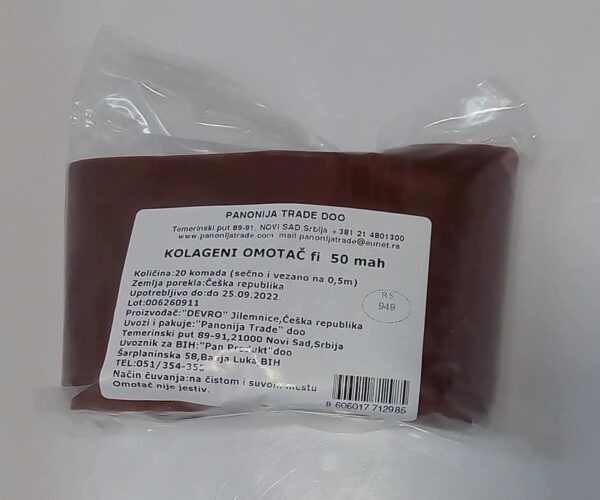 PANONIJA TRADE DOO
Temerinski put 89-91, NOVI SAD,Srbija +381 21 4801300
www.panonijatrade.com mail panonijatrade@eunet.rs
KOLAGENI OMOTAČ fi 50 mah
Količina:20 komada (sečno i vezano na 0,5m)
Zemlja porekla:Češka republika
Upotrebljivo do:do 25.09.2022.
Lot:006260911
Proizvođač:"DEVRO" Jilemnice,Češka republika
Uvozi i pakuje:"Panonija Trade" doo
Temerinski put 89-91,21000 Novi Sad,Srbija
Uvoznik za BIH:"Pan Produkt"doo
Šarplaninska 58,Banja Luka BIH
TEL:051/354-355
Način čuvanja:na čistom i suvom mestu
Omotač nije jestiv.
RS
949
8 606017 712985